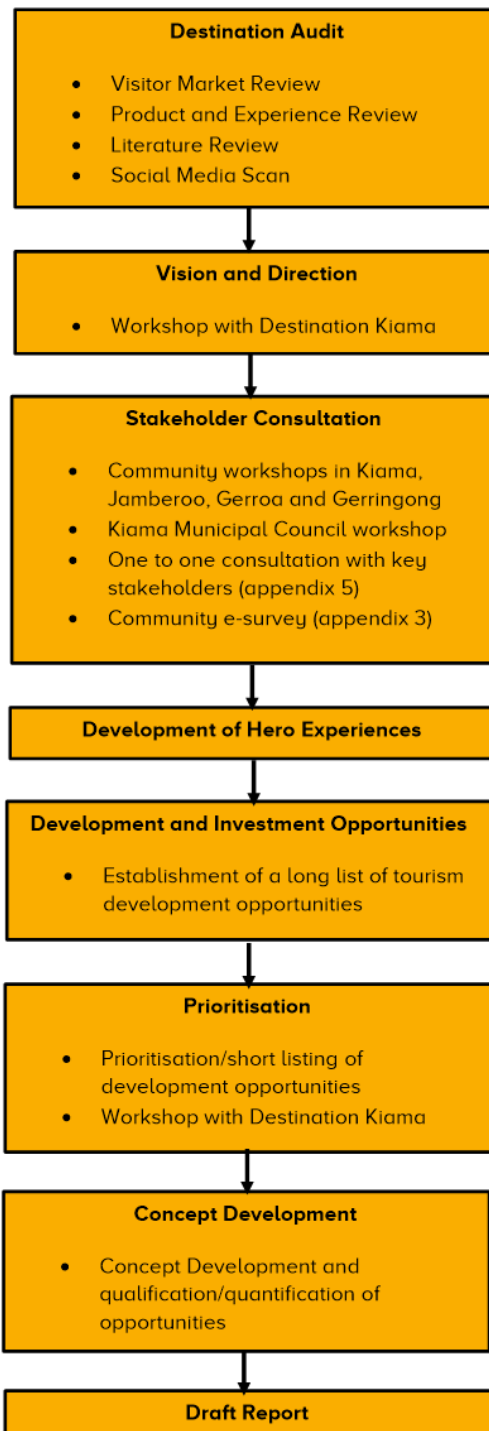 Destination Audit
• Visitor Market Review
• Product and Experience Review
• Literature Review
• Social Media Scan
Vision and Direction
• Workshop with Destination Kiama
Stakeholder Consultation
• Community workshops in Kiama,
Jamberoo, Gerroa and Gerringong
• Kiama Municipal Council workshop
• One to one consultation with key
stakeholders (appendix 5)
• Community e-survey (appendix 3)
Development of Hero Experiences
Development and Investment Opportunities
• Establishment of a long list of tourism
development opportunities
Prioritisation
• Prioritisation/short listing of
development opportunities
• Workshop with Destination Kiama
Concept Development
• Concept Development and
qualification/quantification of
opportunities
Draft Report